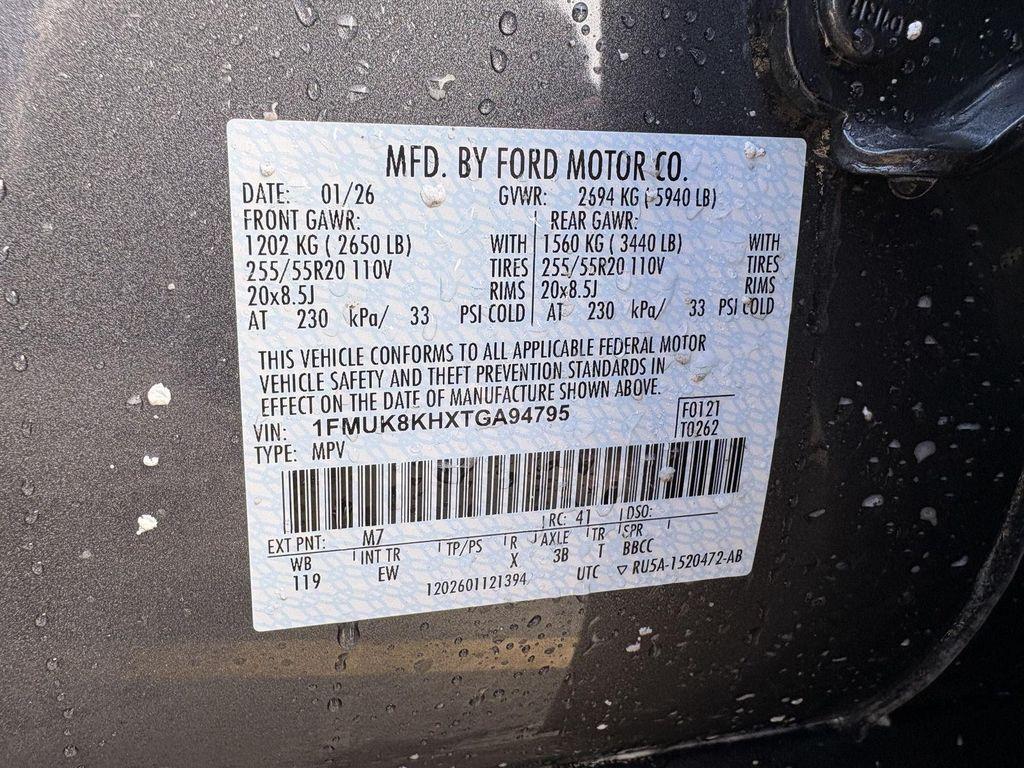 MFD. BY FORD MOTOR CO.
DATE: 01/26 GVWR: 2694 KG ( 5940 LB)
FRONT GAWR: REAR GAWR:
1202 KG ( 2650 LB) WITH 1560 KG ( 3440 LB) WITH
255/55R20 110V TIRES 255/55R20 110V TIRES
20x8.5J RIMS 20x8.5J RIMS
AT 230 kPa/ 33 PSI COLD AT 230 kPa/ 33 PSI COLD
THIS VEHICLE CONFORMS TO ALL APPLICABLE FEDERAL MOTOR
VEHICLE SAFETY AND THEFT PREVENTION STANDARDS IN
EFFECT ON THE DATE OF MANUFACTURE SHOWN ABOVE.
VIN: 1FMUK8KHXTGA94795 F0121
TYPE: MPV T0262
EXT PNT: M7 RC: 41 DSO:
WB INT TR TP/PS R AXLE TR SPR
119 EW X 3B T BBCC
1202601121394 UTC ▽ RU5A-1520472-AB